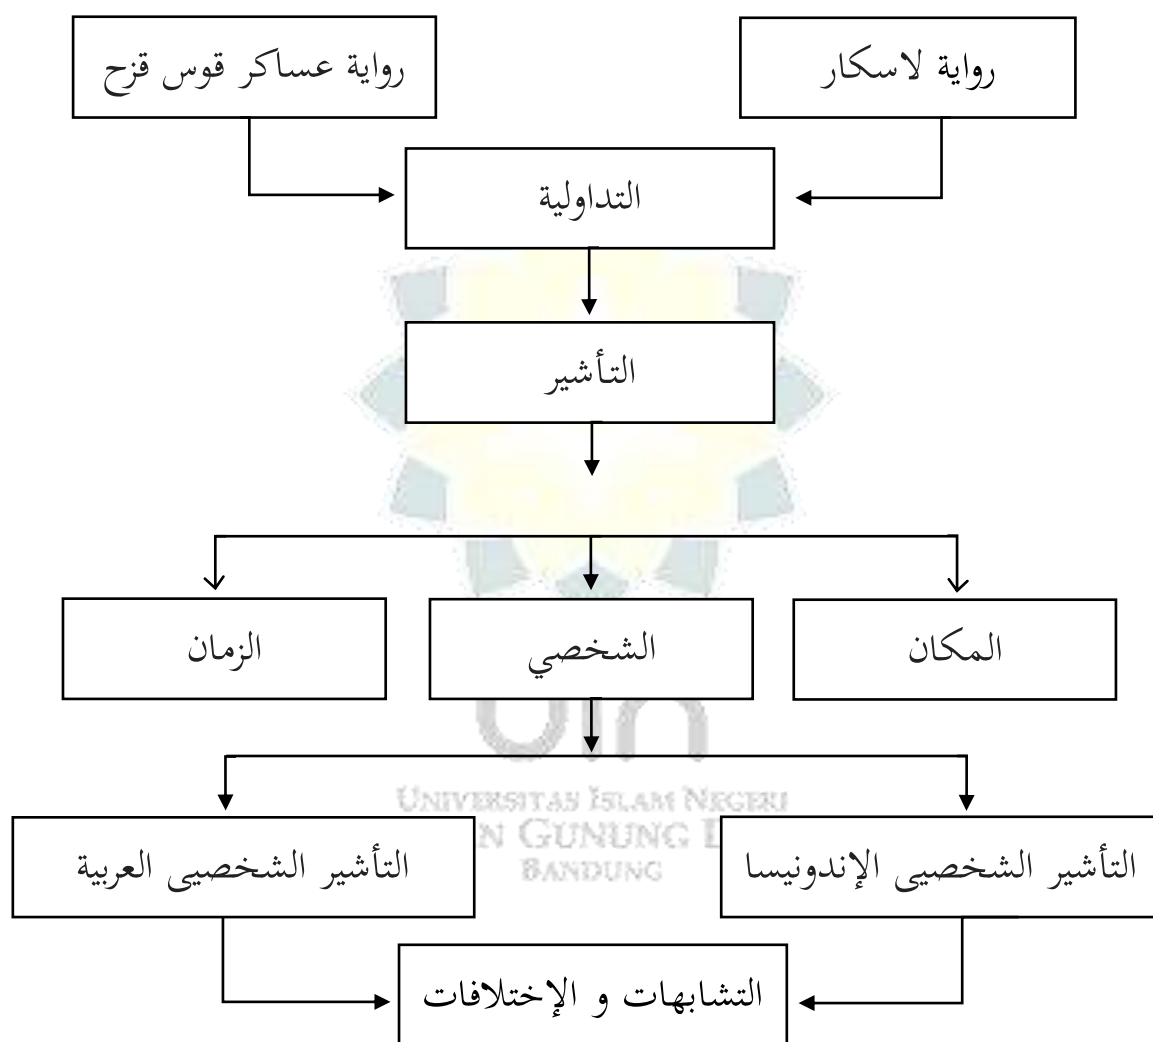 رواية لاسكار
رواية عساكر قوس قزح
التداولية
التأشير
المكان
الشخصي
الزمان
uin
UNIVERSITAS ISLAM NEGERI
N GUNUNG
BANDUNG
التأشير الشخصيى الإندونيسا
التأشير الشخصيى العربية
التشابهات و الإختلافات